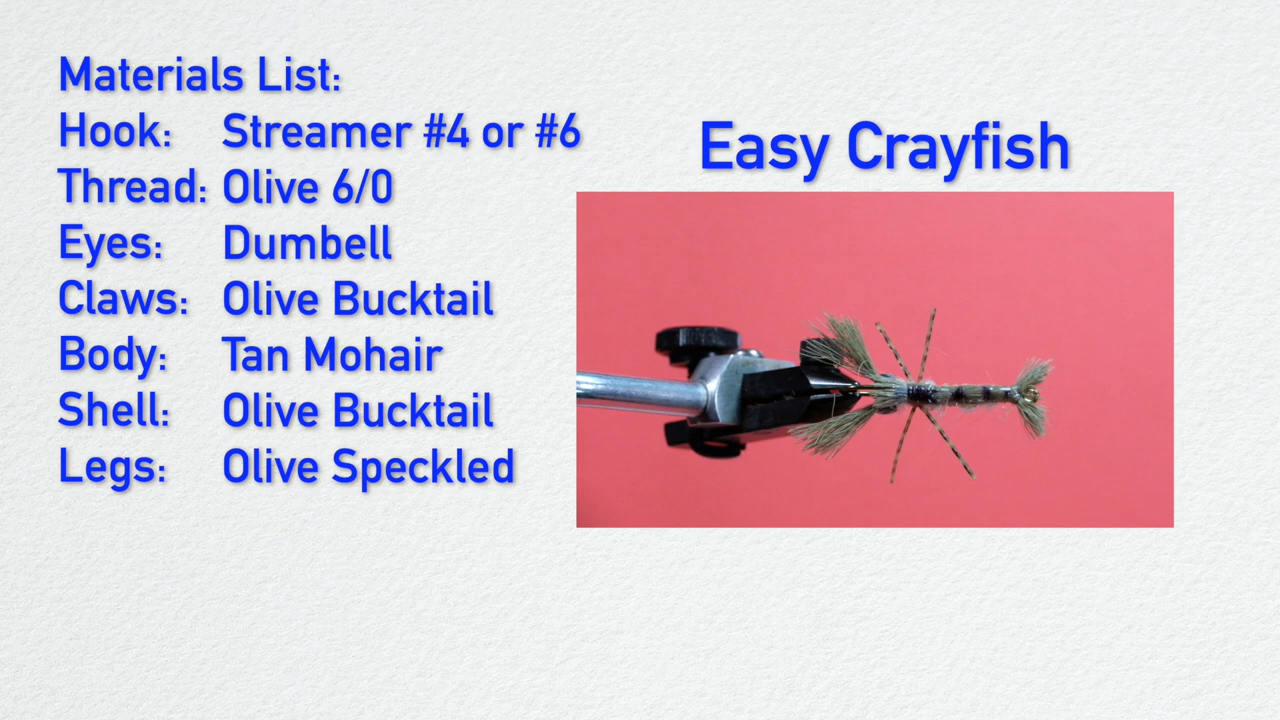 Materials List:
Hook: Streamer #4 or #6
Thread: Olive 6/0
Eyes: Dumbell
Claws: Olive Bucktail
Body: Tan Mohair
Shell: Olive Bucktail
Legs: Olive Speckled
Easy Crayfish